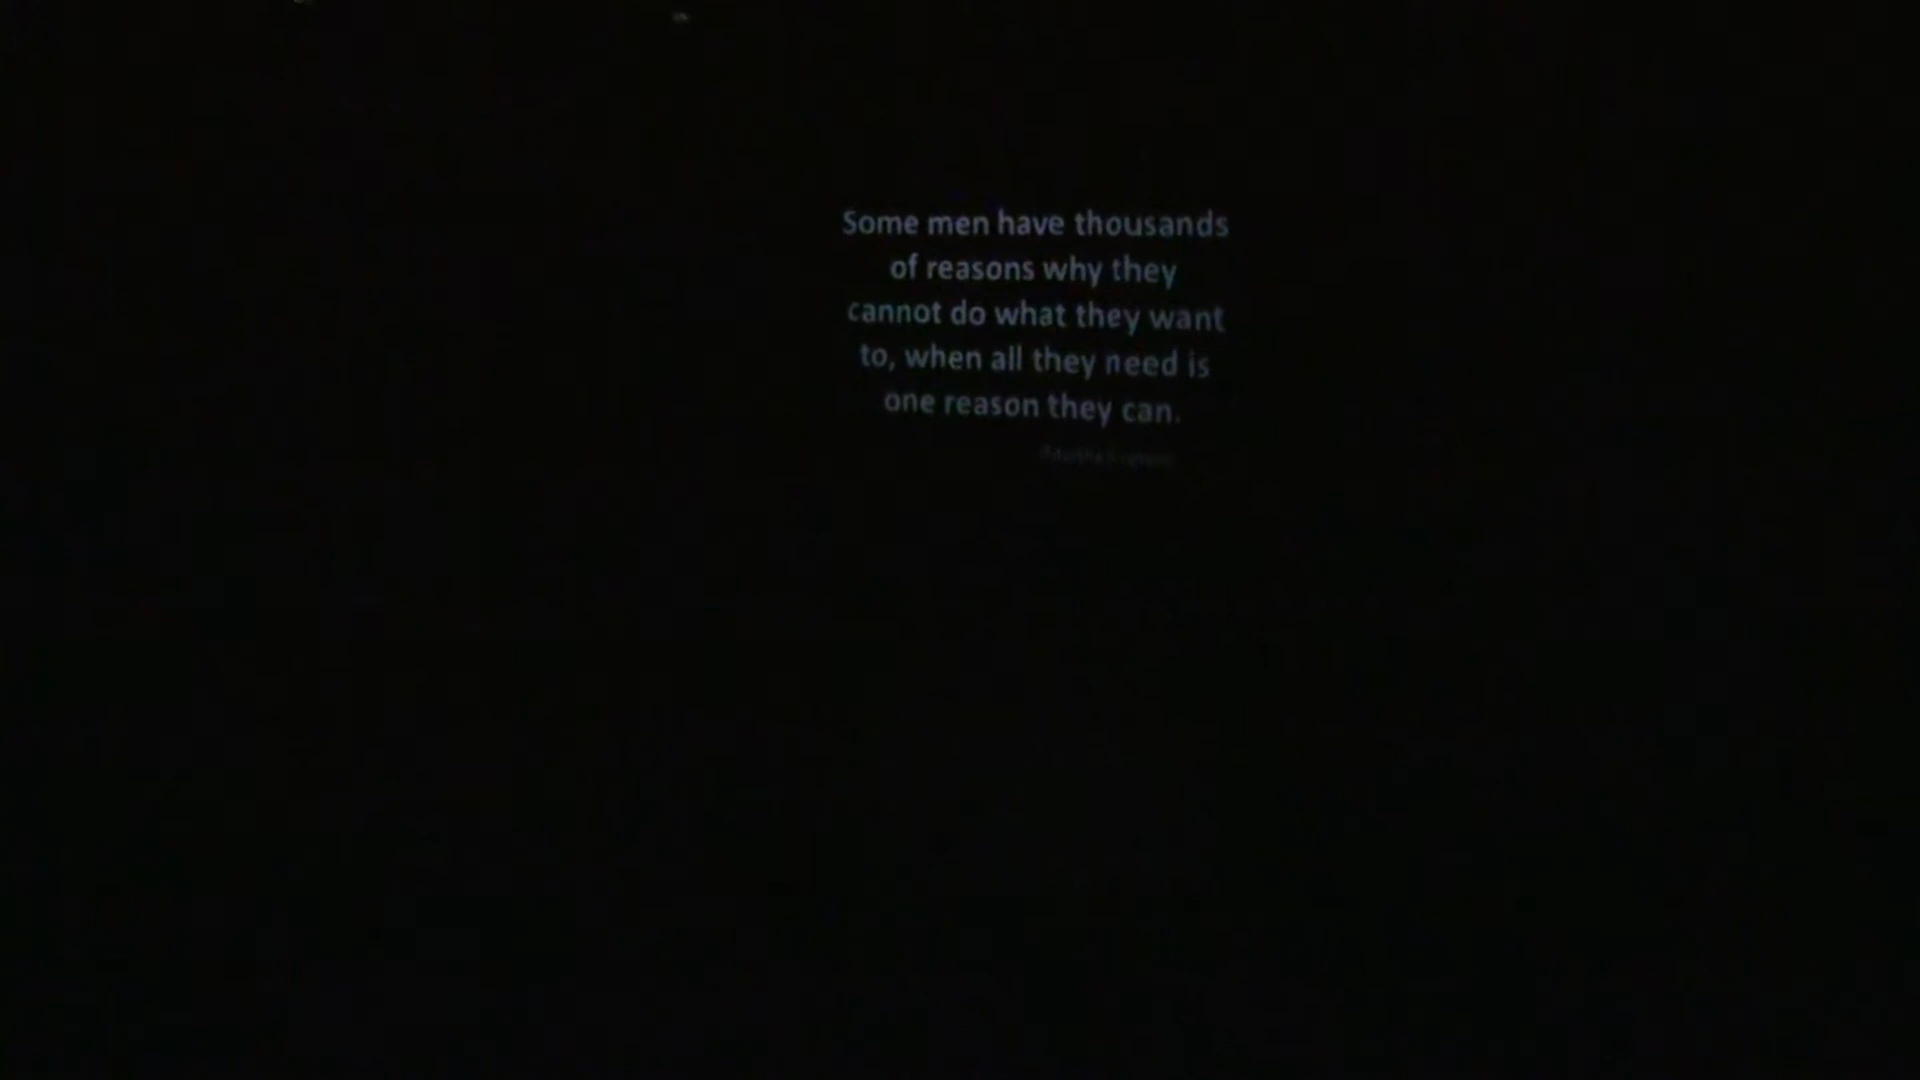 Some men have thousands
of reasons why they
cannot do what they want
to, when all they need is
one reason they can.